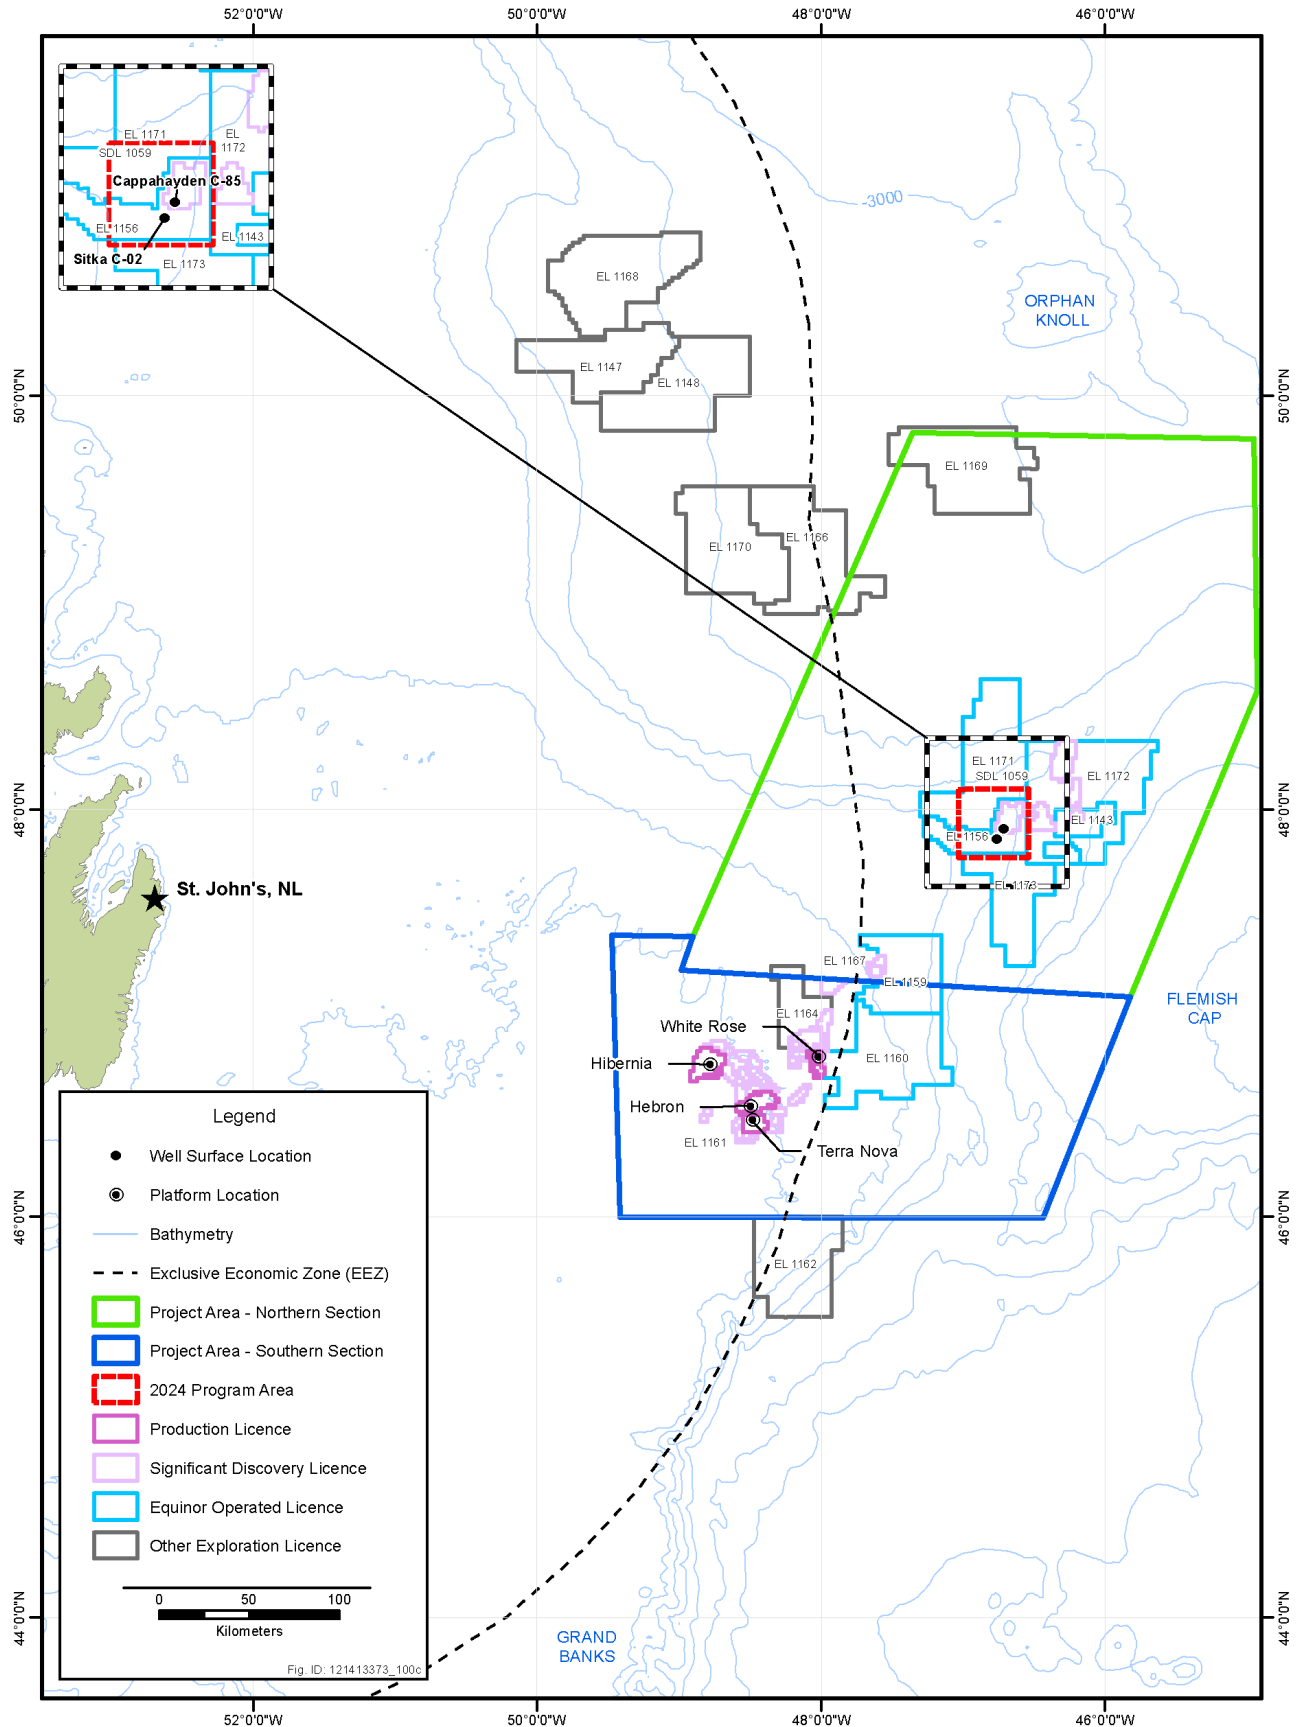 52°0'0"W
50°0'0"W
48°0'0"W
46°0'0"W
EL 1171
EL
1172
SDL 1059
Cappahayden C-85
EL 1156
EL 1143
Sitka C-02
EL 1173
-3000
EL 1168
ORPHAN
KNOLL
EL 1147
EL 1148
50°0'0"N
50°0'0"N
EL 1169
EL 1170
EL 1166
EL 1171
SDL 1059
EL 1172
48°0'0"N
48°0'0"N
EL 1143
EL 1156
EL 1173
St. John's, NL
EL 1167
EL 1159
FLEMISH
CAP
EL 1164
White Rose
Hibernia
EL 1160
Hebron
EL 1161
Terra Nova
46°0'0"N
46°0'0"N
EL 1162
Legend
Well Surface Location
Platform Location
Bathymetry
Exclusive Economic Zone (EEZ)
Project Area - Northern Section
Project Area - Southern Section
2024 Program Area
Production Licence
Significant Discovery Licence
Equinor Operated Licence
Other Exploration Licence
0 50 100
Kilometers
Fig. ID: 121413373_100c
44°0'0"N
44°0'0"N
GRAND
BANKS
52°0'0"W
50°0'0"W
48°0'0"W
46°0'0"W